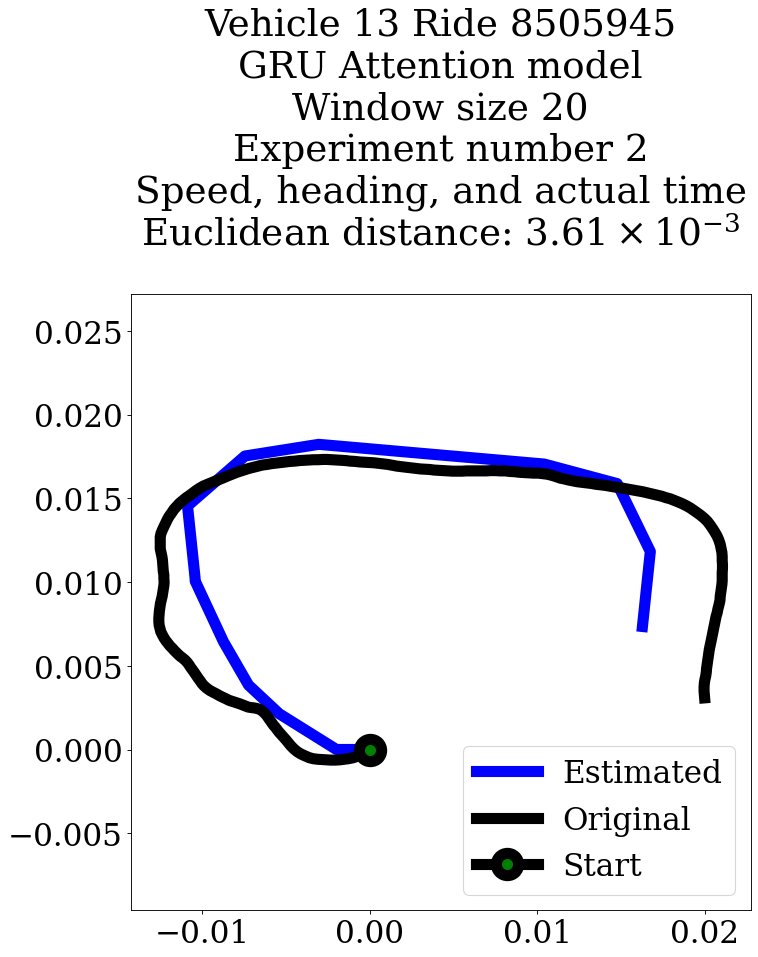 Vehicle 13 Ride 8505945
GRU Attention model
Window size 20
Experiment number 2
Speed, heading, and actual time
Euclidean distance: 3.61 × 10⁻³
0.025
0.020
0.015
0.010
0.005
0.000
−0.005
−0.01
0.00
0.01
0.02
Estimated
Original
Start